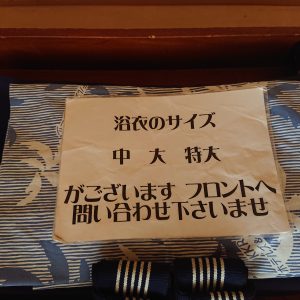 浴衣のサイズ
中 大 特大
がございます フロントへ
問い合わせ下さいませ